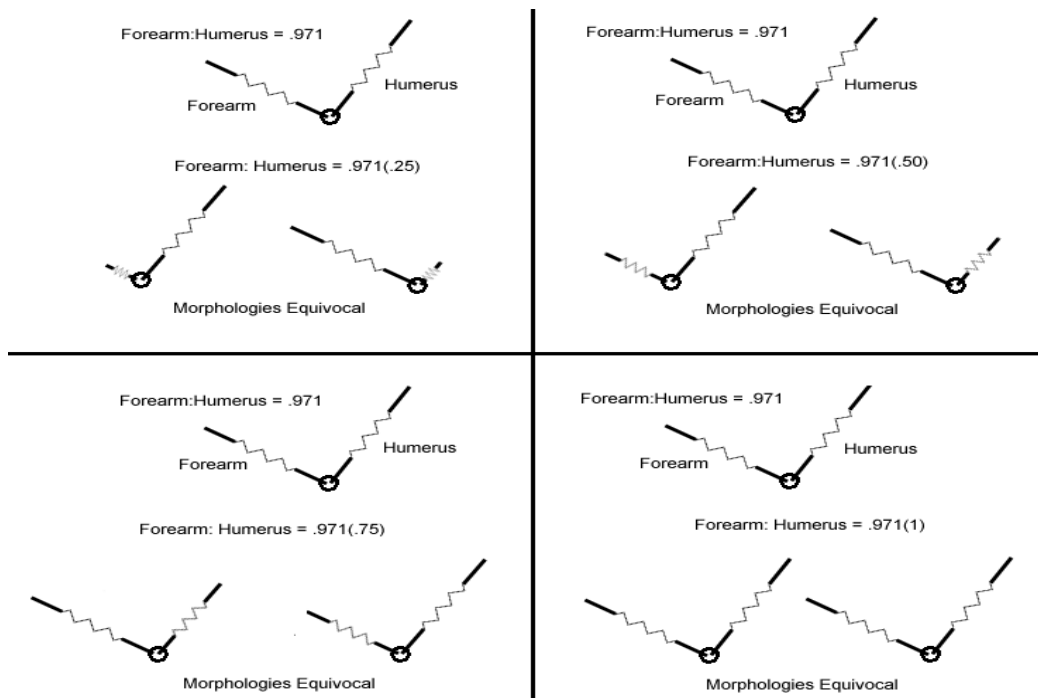 Forearm:Humerus = .971
Humerus
Forearm
Forearm: Humerus = .971(.25)
Morphologies Equivocal
Forearm:Humerus = .971
Humerus
Forearm
Forearm:Humerus = .971(.50)
Morphologies Equivocal
Forearm:Humerus = .971
Humerus
Forearm
Forearm: Humerus = .971(.75)
Morphologies Equivocal
Forearm:Humerus = .971
Humerus
Forearm
Forearm: Humerus = .971(1)
Morphologies Equivocal